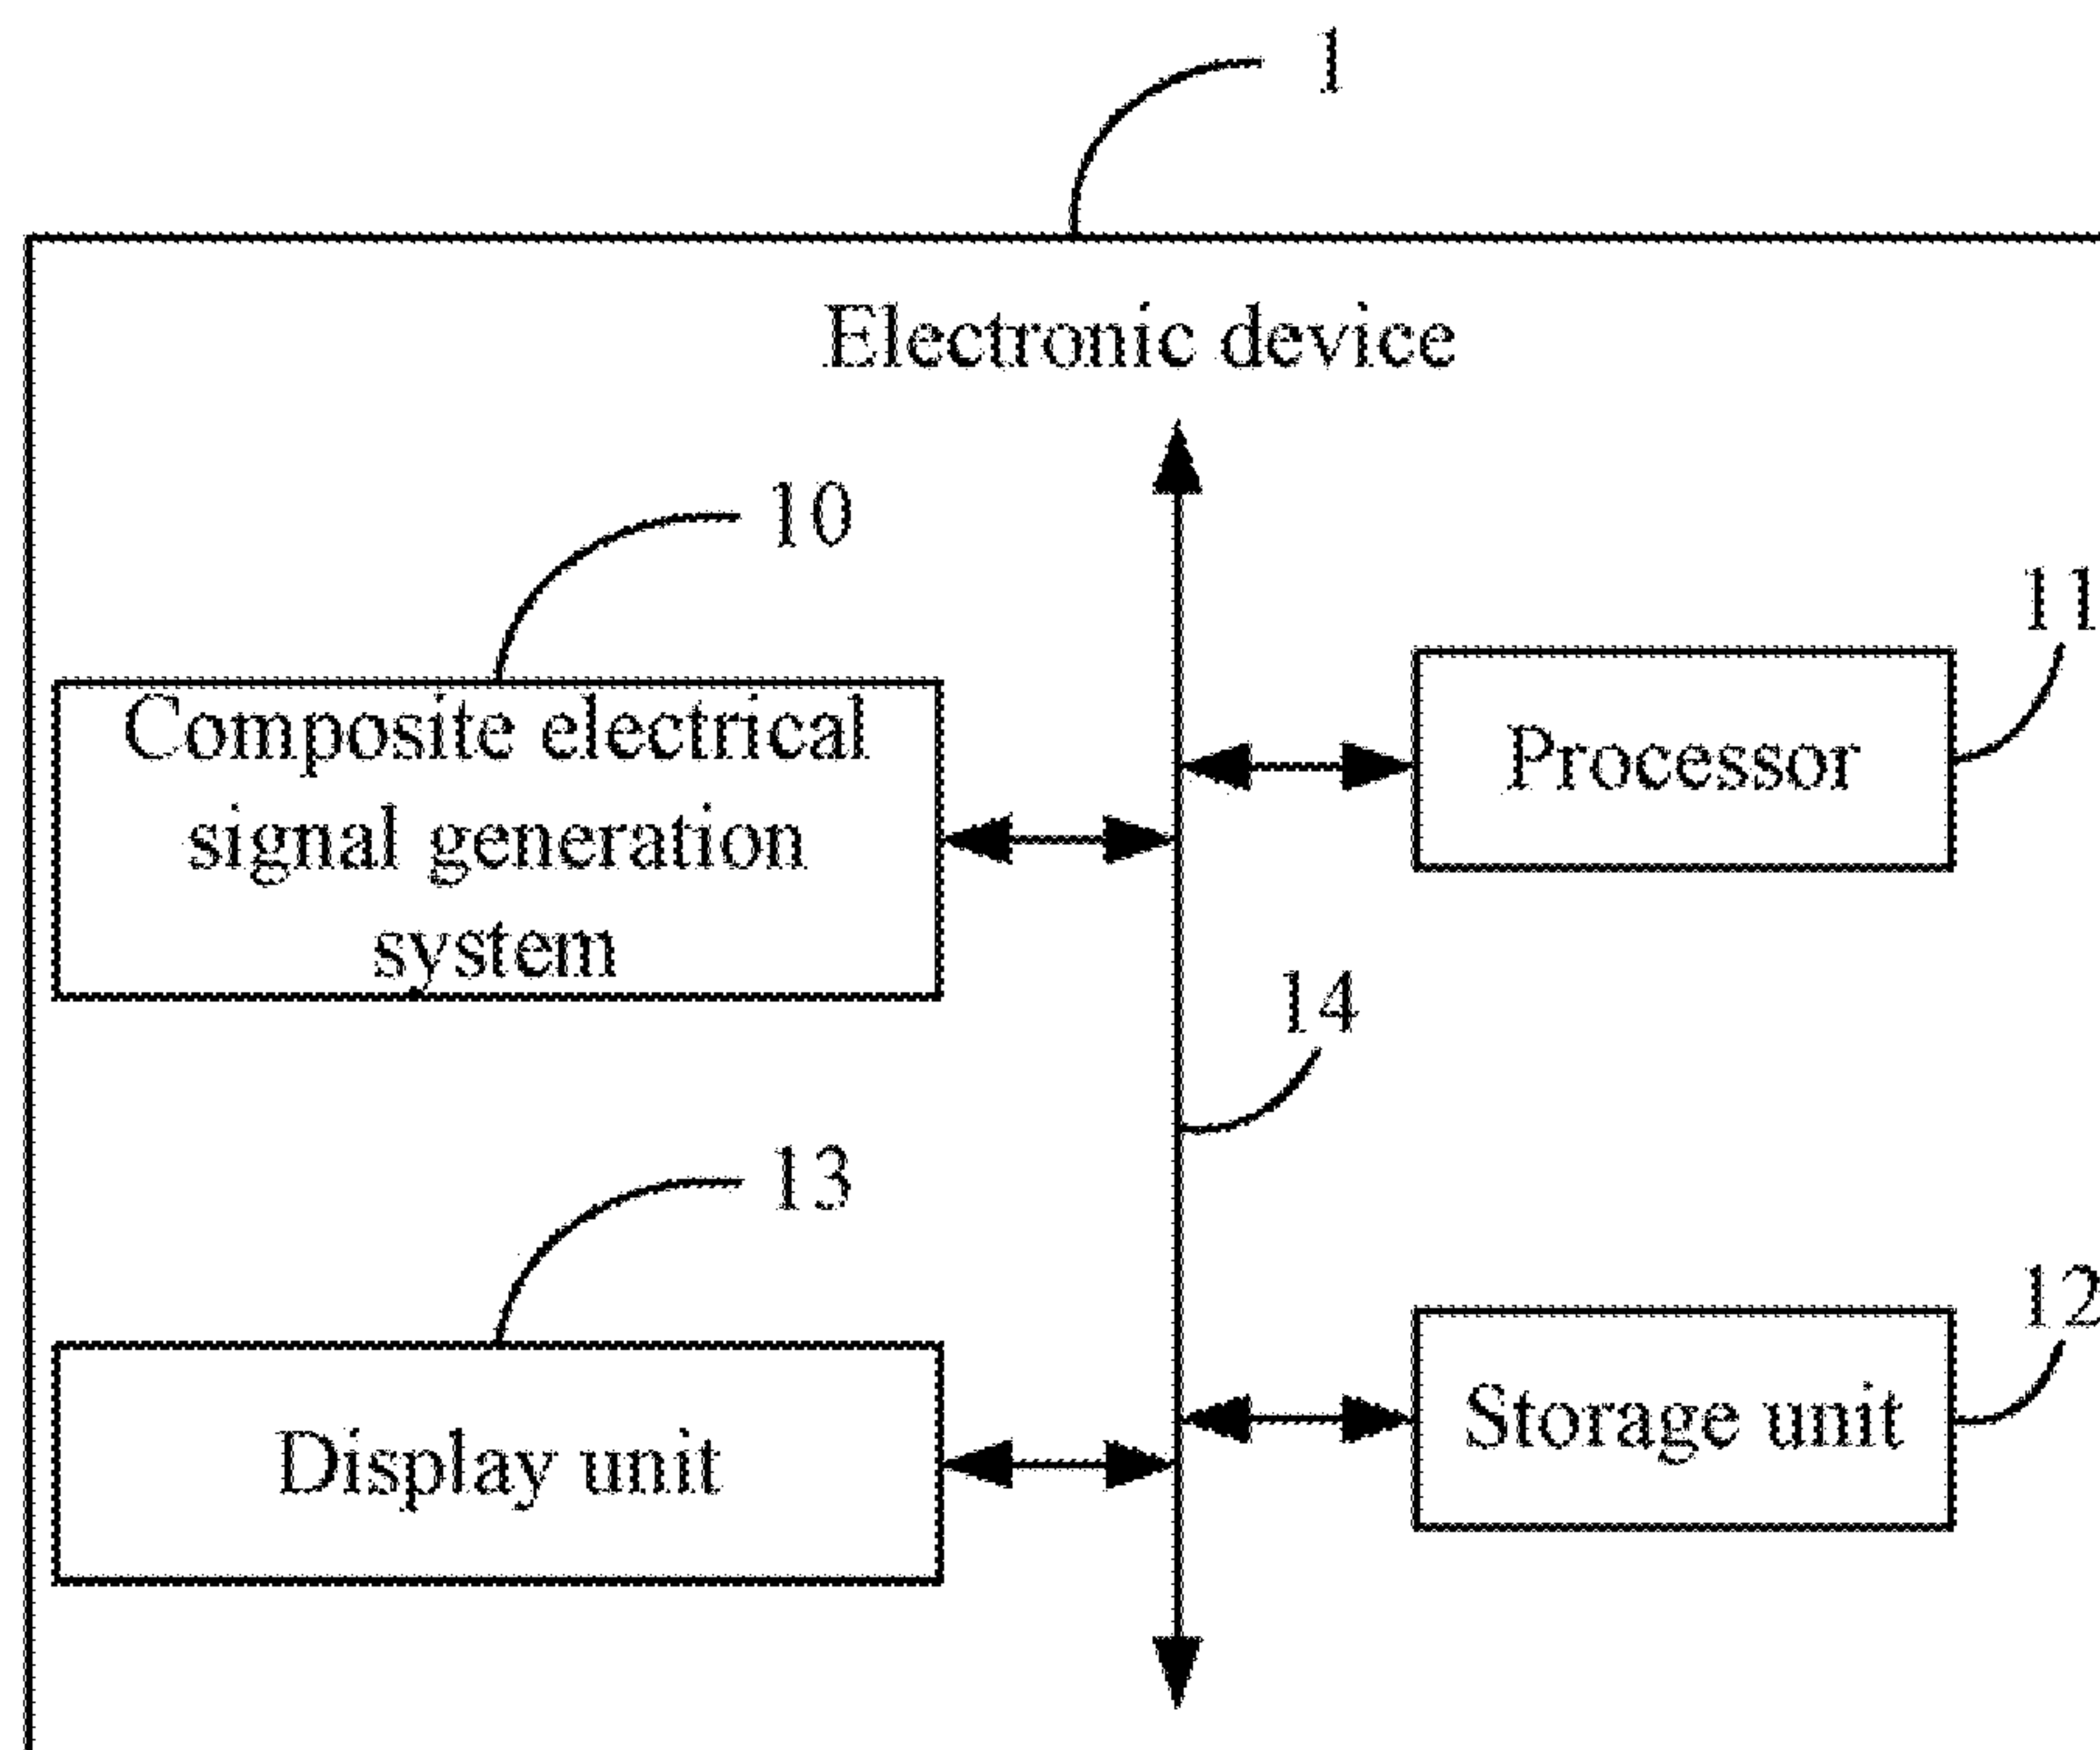 1
Electronic device
10
11
Composite electrical
signal generation
system
Processor
14
13
12
Display unit
Storage unit